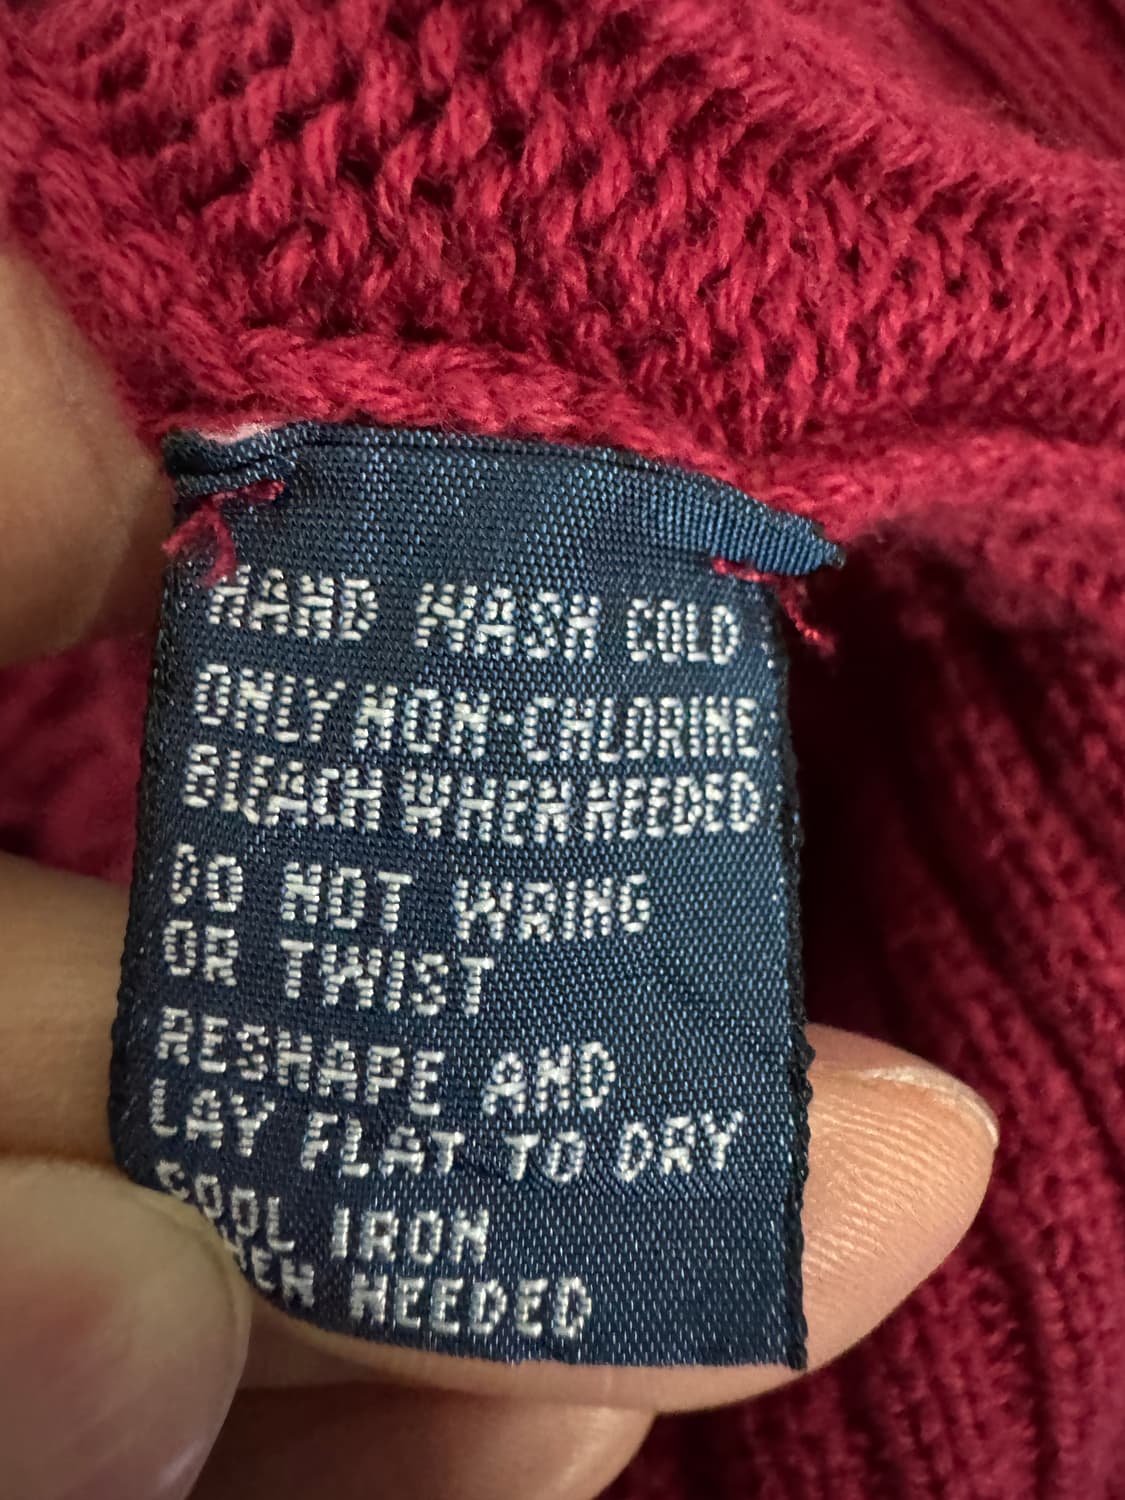 HAND WASH COLD
ONLY NON-CHLORINE
BLEACH WHEN NEEDED
DO NOT WRING
OR TWIST
RESHAPE AND
LAY FLAT TO DRY
COOL IRON
WHEN NEEDED